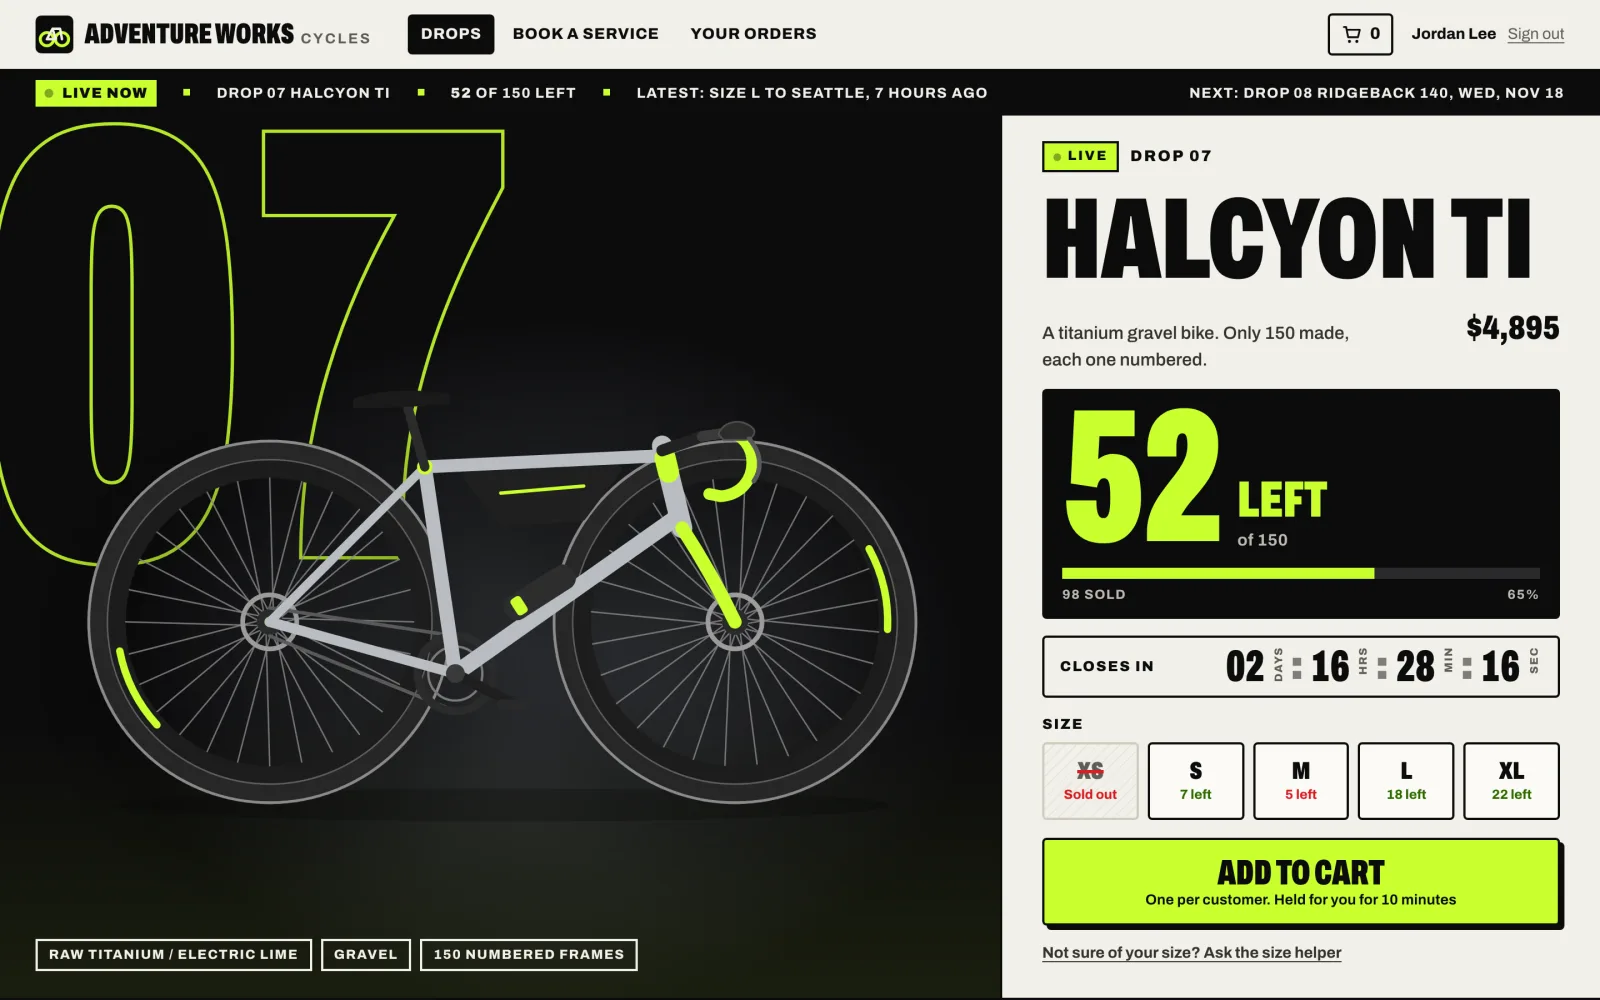 ADVENTURE WORKS CYCLES
DROPS
BOOK A SERVICE
YOUR ORDERS
0
Jordan Lee
Sign out
LIVE NOW
DROP 07 HALCYON TI
52 OF 150 LEFT
LATEST: SIZE L TO SEATTLE, 7 HOURS AGO
NEXT: DROP 08 RIDGEBACK 140, WED, NOV 18
07
RAW TITANIUM / ELECTRIC LIME
GRAVEL
150 NUMBERED FRAMES
LIVE
DROP 07
HALCYON TI
A titanium gravel bike. Only 150 made,
each one numbered.
$4,895
52 LEFT
of 150
98 SOLD
65%
CLOSES IN
02 DAYS : 16 HRS : 28 MIN : 16 SEC
SIZE
XS
Sold out
S
7 left
M
5 left
L
18 left
XL
22 left
ADD TO CART
One per customer. Held for you for 10 minutes
Not sure of your size? Ask the size helper